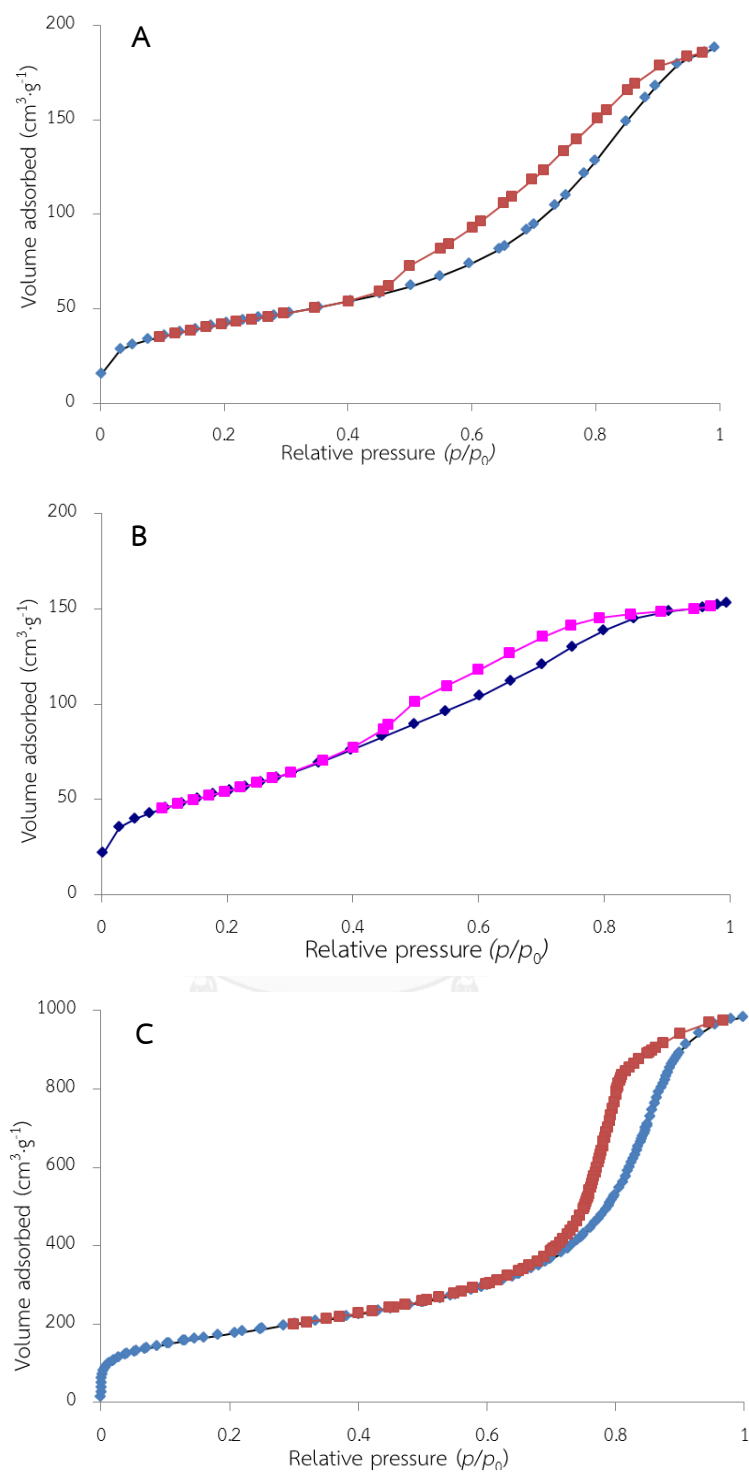 A
200
150
100
50
0
Volume adsorbed (cm³·g⁻¹)
0 0.2 0.4 0.6 0.8 1
Relative pressure (p/p₀)
B
200
150
100
50
0
Volume adsorbed (cm³·g⁻¹)
0 0.2 0.4 0.6 0.8 1
Relative pressure (p/p₀)
C
1000
800
600
400
200
0
Volume adsorbed (cm³·g⁻¹)
0 0.2 0.4 0.6 0.8 1
Relative pressure (p/p₀)